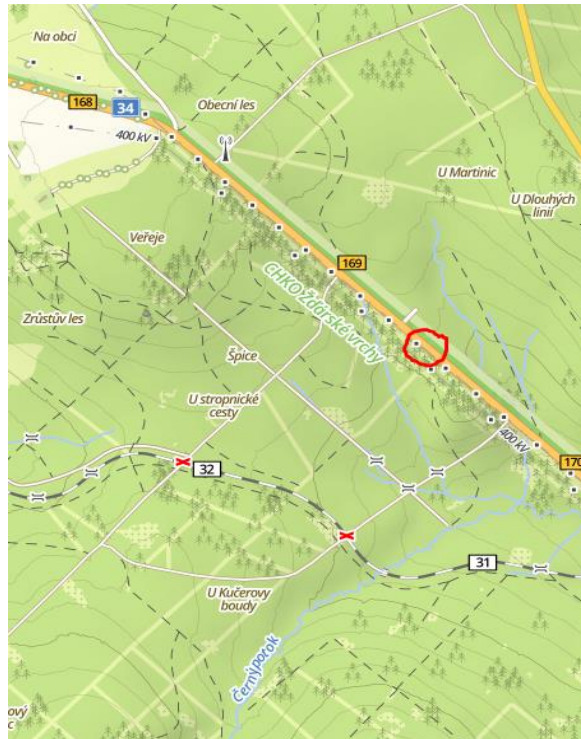 Na obci
168
34
400 kV
Obecní les
U Martinic
U Dlouhých
linií
Veřeje
169
CHKO Žďárské vrchy
Zrůstův les
Špice
U stropnické
cesty
32
400 kV
170
31
U Kučerovy
boudy
Černý potok
ový
c